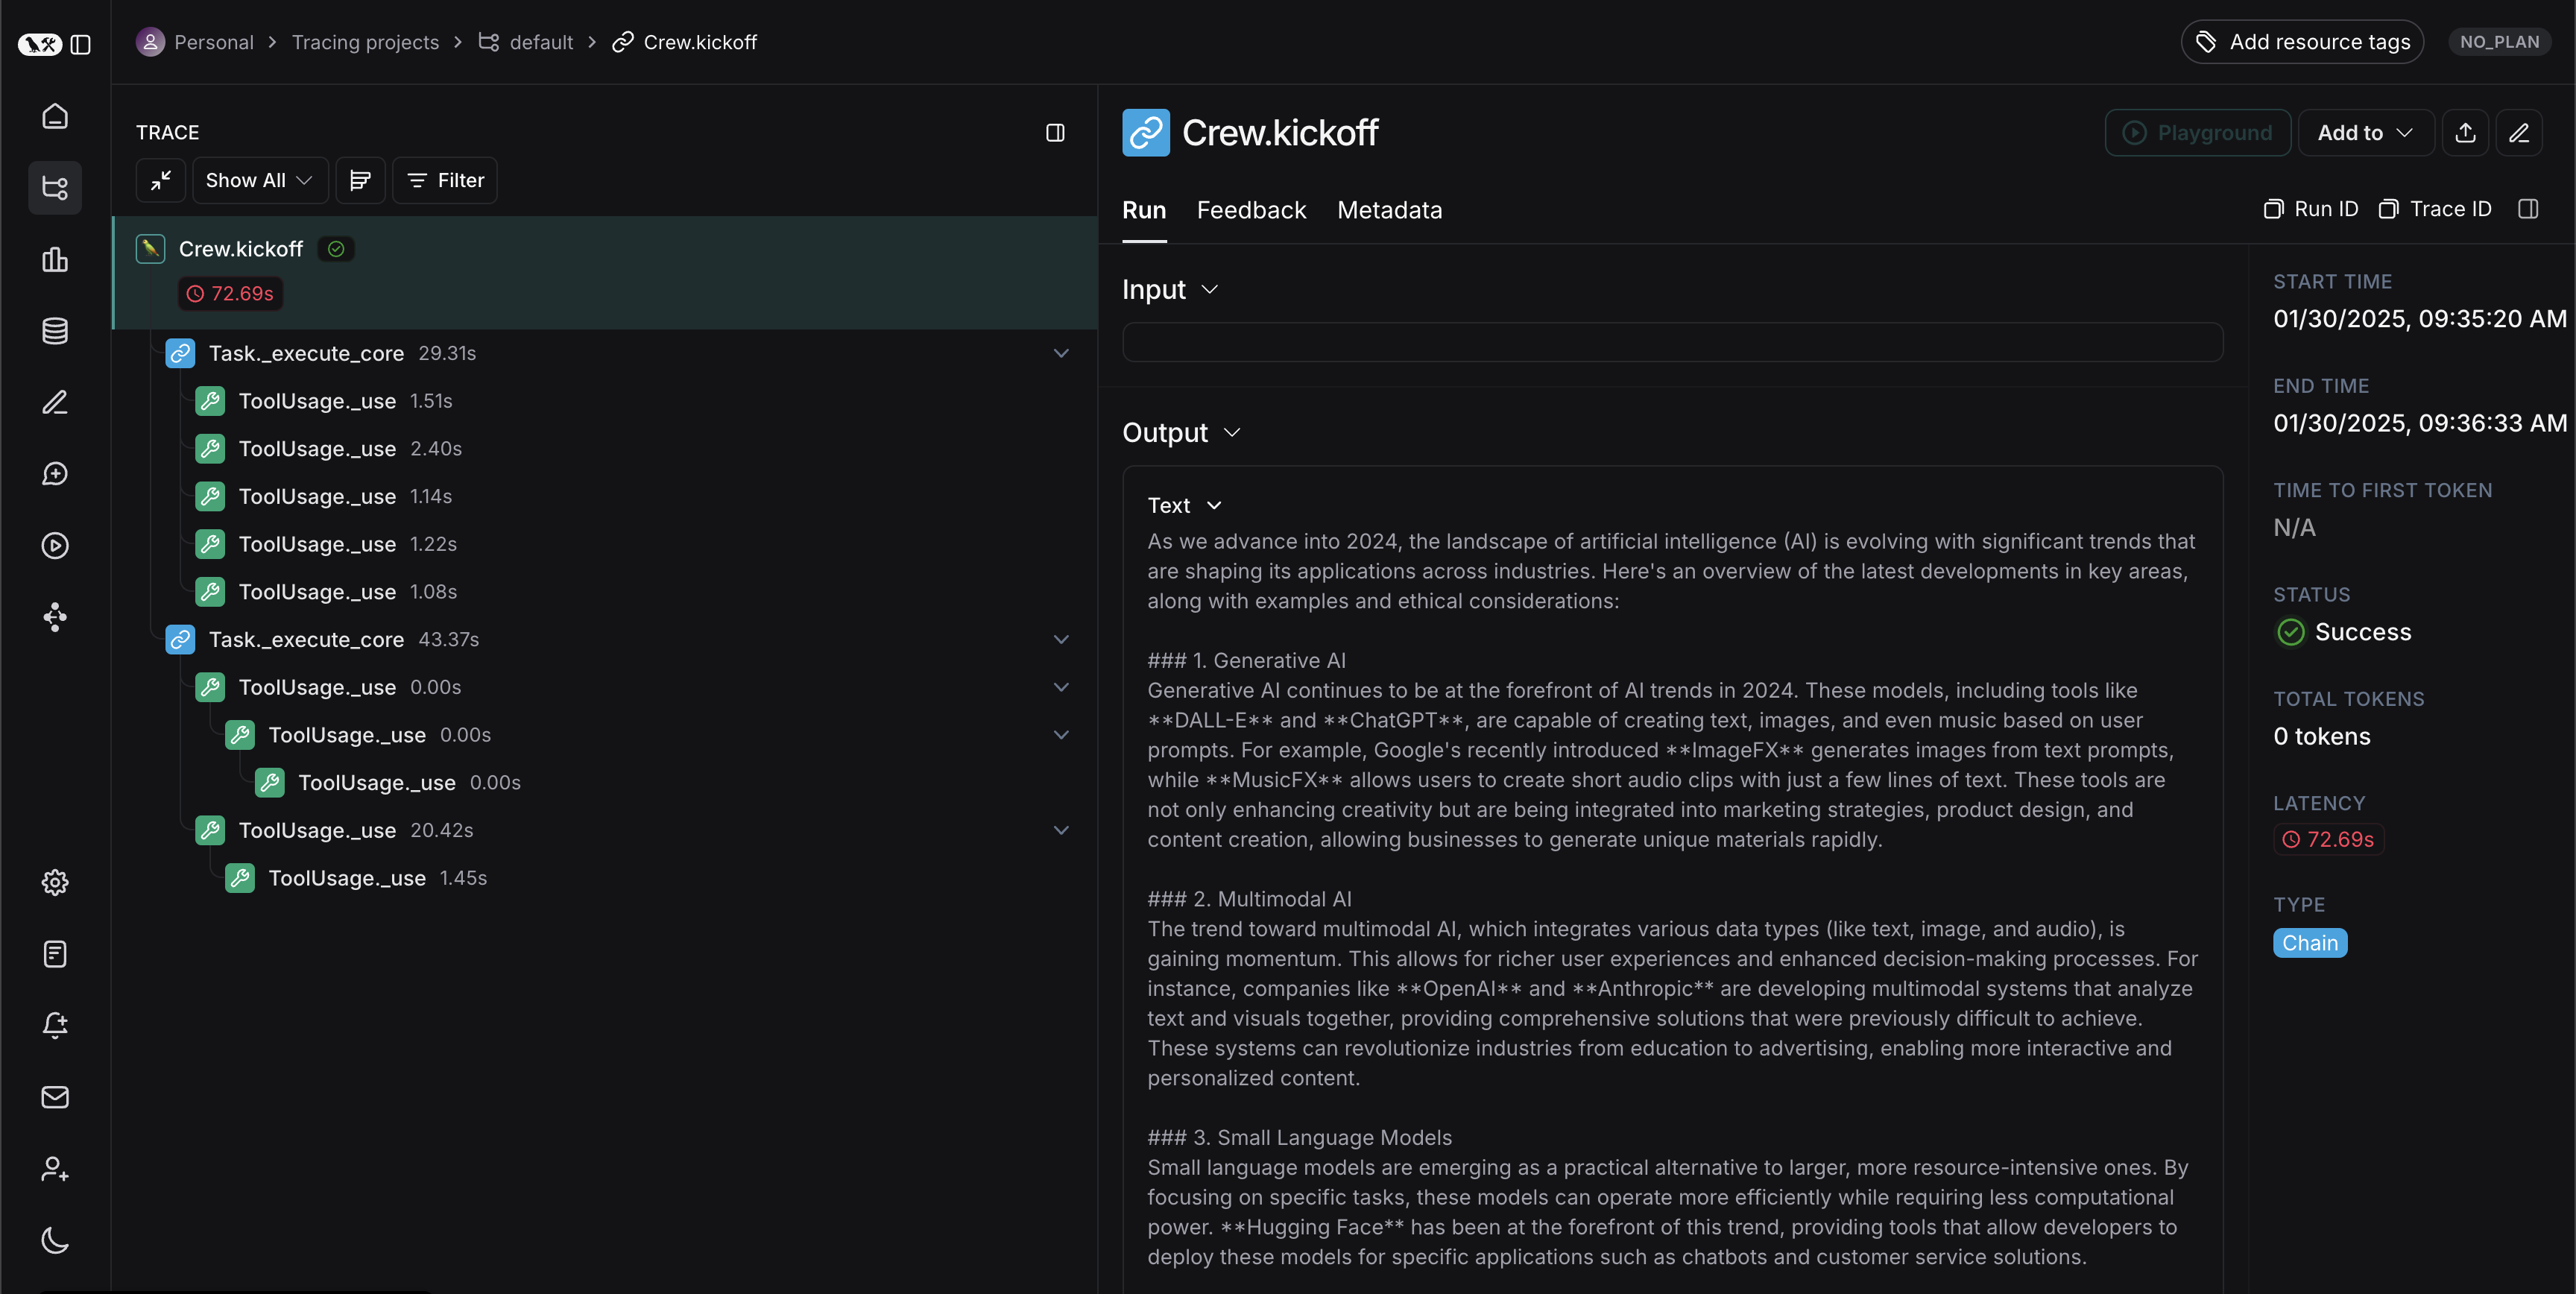 Personal > Tracing projects > default > Crew.kickoff
Add resource tags
NO_PLAN
TRACE
Show All
Filter
Crew.kickoff
72.69s
Task._execute_core 29.31s
ToolUsage._use 1.51s
ToolUsage._use 2.40s
ToolUsage._use 1.14s
ToolUsage._use 1.22s
ToolUsage._use 1.08s
Task._execute_core 43.37s
ToolUsage._use 0.00s
ToolUsage._use 0.00s
ToolUsage._use 0.00s
ToolUsage._use 20.42s
ToolUsage._use 1.45s
Crew.kickoff
Playground
Add to
Run Feedback Metadata
Run ID Trace ID
Input
Output
Text
As we advance into 2024, the landscape of artificial intelligence (AI) is evolving with significant trends that
are shaping its applications across industries. Here's an overview of the latest developments in key areas,
along with examples and ethical considerations:
### 1. Generative AI
Generative AI continues to be at the forefront of AI trends in 2024. These models, including tools like
**DALL-E** and **ChatGPT**, are capable of creating text, images, and even music based on user
prompts. For example, Google's recently introduced **ImageFX** generates images from text prompts,
while **MusicFX** allows users to create short audio clips with just a few lines of text. These tools are
not only enhancing creativity but are being integrated into marketing strategies, product design, and
content creation, allowing businesses to generate unique materials rapidly.
### 2. Multimodal AI
The trend toward multimodal AI, which integrates various data types (like text, image, and audio), is
gaining momentum. This allows for richer user experiences and enhanced decision-making processes. For
instance, companies like **OpenAI** and **Anthropic** are developing multimodal systems that analyze
text and visuals together, providing comprehensive solutions that were previously difficult to achieve.
These systems can revolutionize industries from education to advertising, enabling more interactive and
personalized content.
### 3. Small Language Models
Small language models are emerging as a practical alternative to larger, more resource-intensive ones. By
focusing on specific tasks, these models can operate more efficiently while requiring less computational
power. **Hugging Face** has been at the forefront of this trend, providing tools that allow developers to
deploy these models for specific applications such as chatbots and customer service solutions.
START TIME
01/30/2025, 09:35:20 AM
END TIME
01/30/2025, 09:36:33 AM
TIME TO FIRST TOKEN
N/A
STATUS
Success
TOTAL TOKENS
0 tokens
LATENCY
72.69s
TYPE
Chain